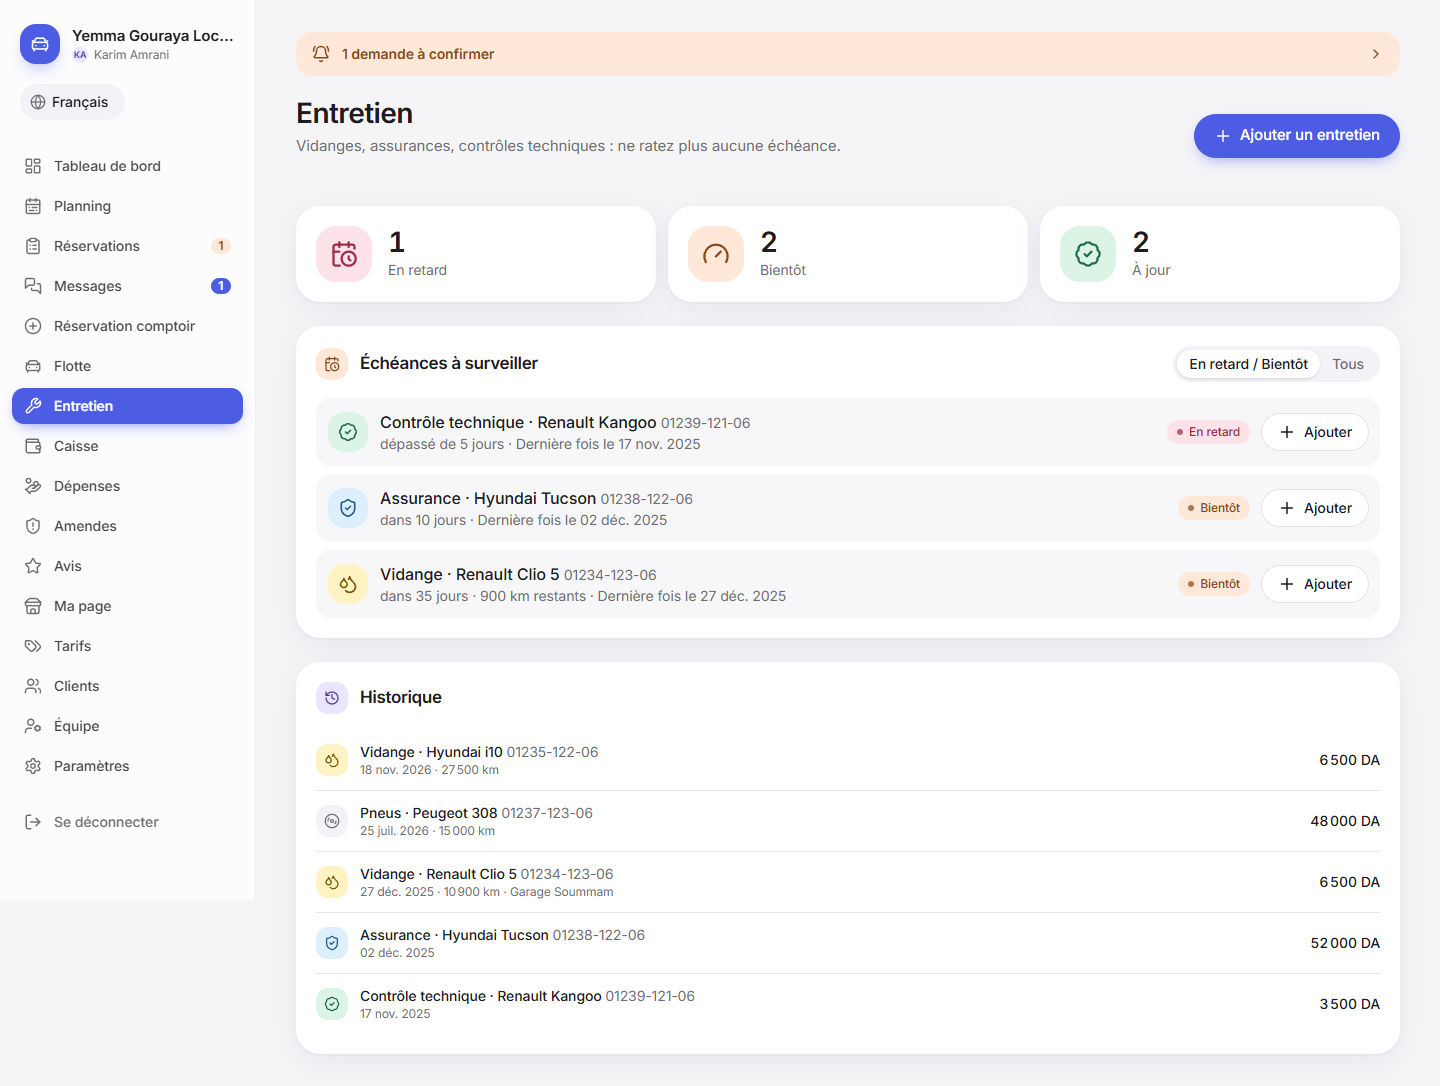 Yemma Gouraya Loc...
KA Karim Amrani
Français
Tableau de bord
Planning
Réservations 1
Messages 1
Réservation comptoir
Flotte
Entretien
Caisse
Dépenses
Amendes
Avis
Ma page
Tarifs
Clients
Équipe
Paramètres
Se déconnecter
1 demande à confirmer
Entretien
Vidanges, assurances, contrôles techniques : ne ratez plus aucune échéance.
Ajouter un entretien
1
En retard
2
Bientôt
2
À jour
Échéances à surveiller
En retard / Bientôt Tous
Contrôle technique · Renault Kangoo 01239-121-06
dépassé de 5 jours · Dernière fois le 17 nov. 2025
En retard Ajouter
Assurance · Hyundai Tucson 01238-122-06
dans 10 jours · Dernière fois le 02 déc. 2025
Bientôt Ajouter
Vidange · Renault Clio 5 01234-123-06
dans 35 jours · 900 km restants · Dernière fois le 27 déc. 2025
Bientôt Ajouter
Historique
Vidange · Hyundai i10 01235-122-06
18 nov. 2026 · 27 500 km
6 500 DA
Pneus · Peugeot 308 01237-123-06
25 juil. 2026 · 15 000 km
48 000 DA
Vidange · Renault Clio 5 01234-123-06
27 déc. 2025 · 10 900 km · Garage Soummam
6 500 DA
Assurance · Hyundai Tucson 01238-122-06
02 déc. 2025
52 000 DA
Contrôle technique · Renault Kangoo 01239-121-06
17 nov. 2025
3 500 DA